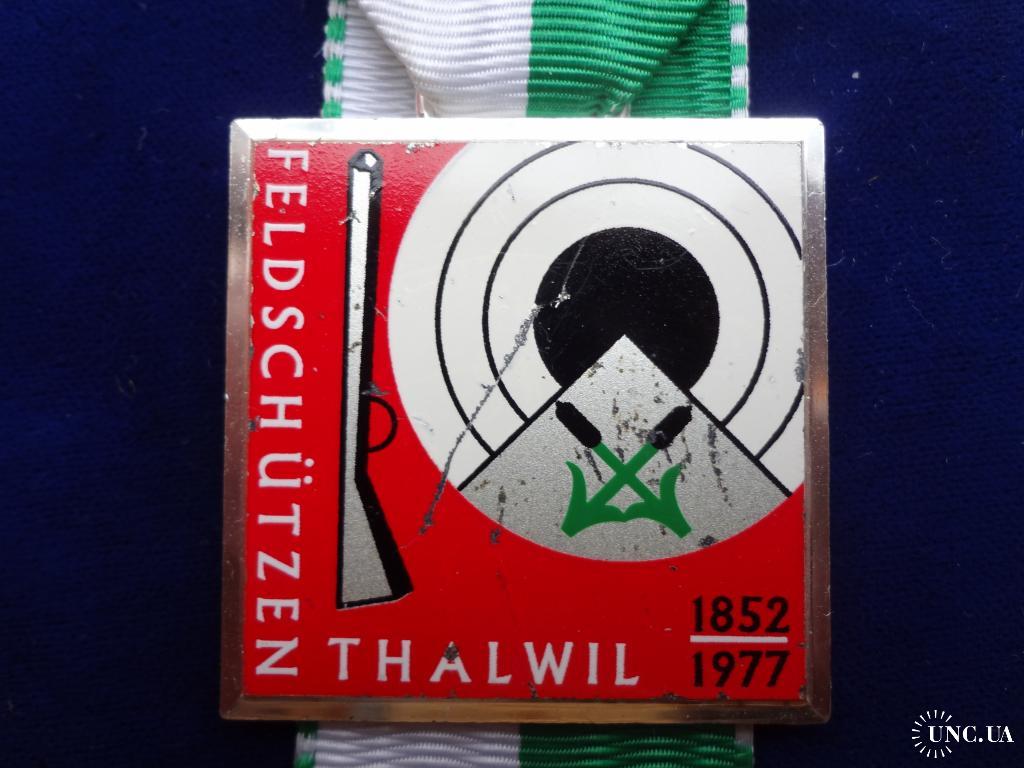 FELDSCHÜTZEN
THALWIL
1852
1977
UNC.UA